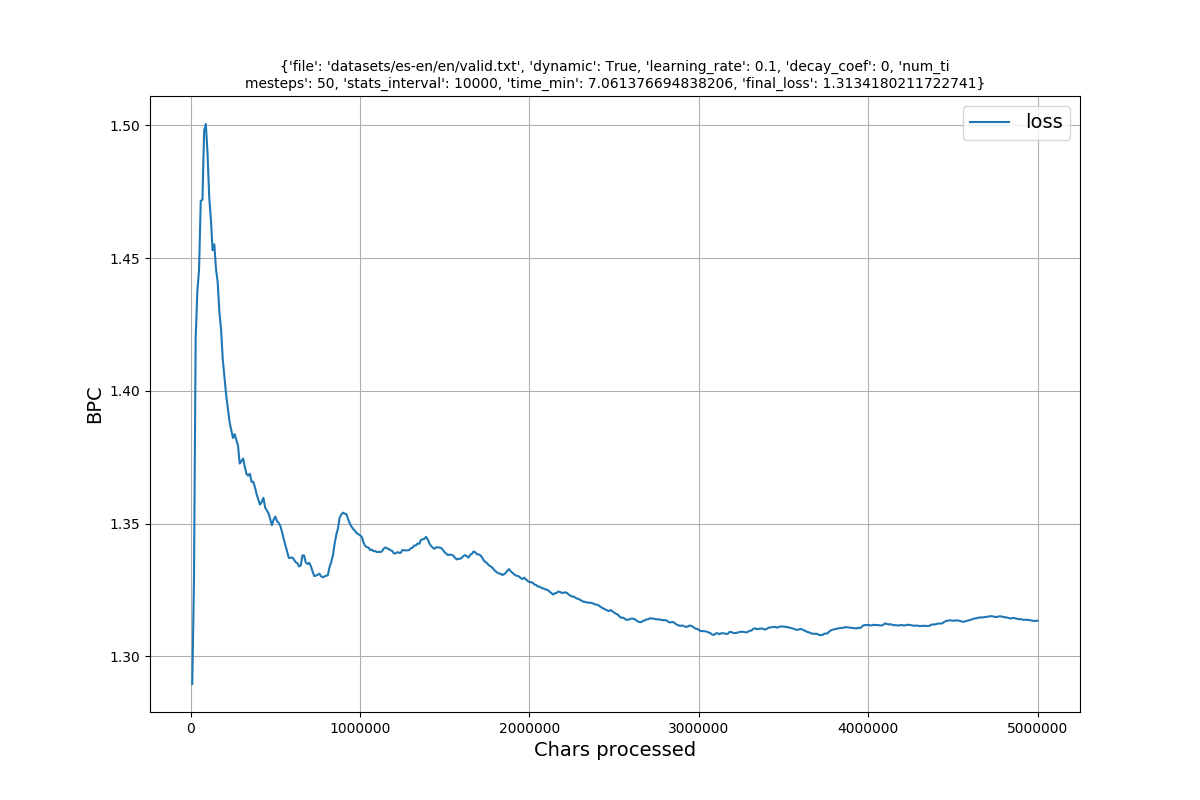 {'file': 'datasets/es-en/en/valid.txt', 'dynamic': True, 'learning_rate': 0.1, 'decay_coef': 0, 'num_ti
mesteps': 50, 'stats_interval': 10000, 'time_min': 7.061376694838206, 'final_loss': 1.3134180211722741}
loss
1.50
1.45
1.40
1.35
1.30
BPC
0 1000000 2000000 3000000 4000000 5000000
Chars processed